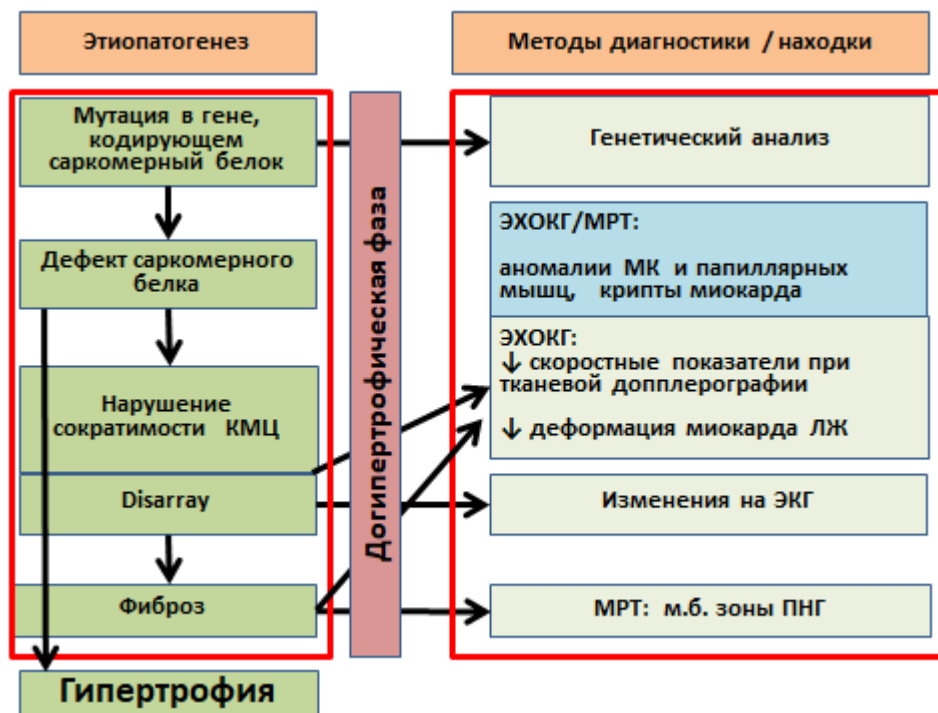 Этиопатогенез
Методы диагностики / находки
Мутация в гене,
кодирующем
саркомерный белок
Дефект саркомерного
белка
Нарушение
сократимости КМЦ
Disarray
Фиброз
Гипертрофия
Догипертрофическая фаза
Генетический анализ
ЭХОКГ/МРТ:
аномалии МК и папиллярных
мышц, крипты миокарда
ЭХОКГ:
↓ скоростные показатели при
тканевой допплерографии
↓ деформация миокарда ЛЖ
Изменения на ЭКГ
МРТ: м.б. зоны ПНГ